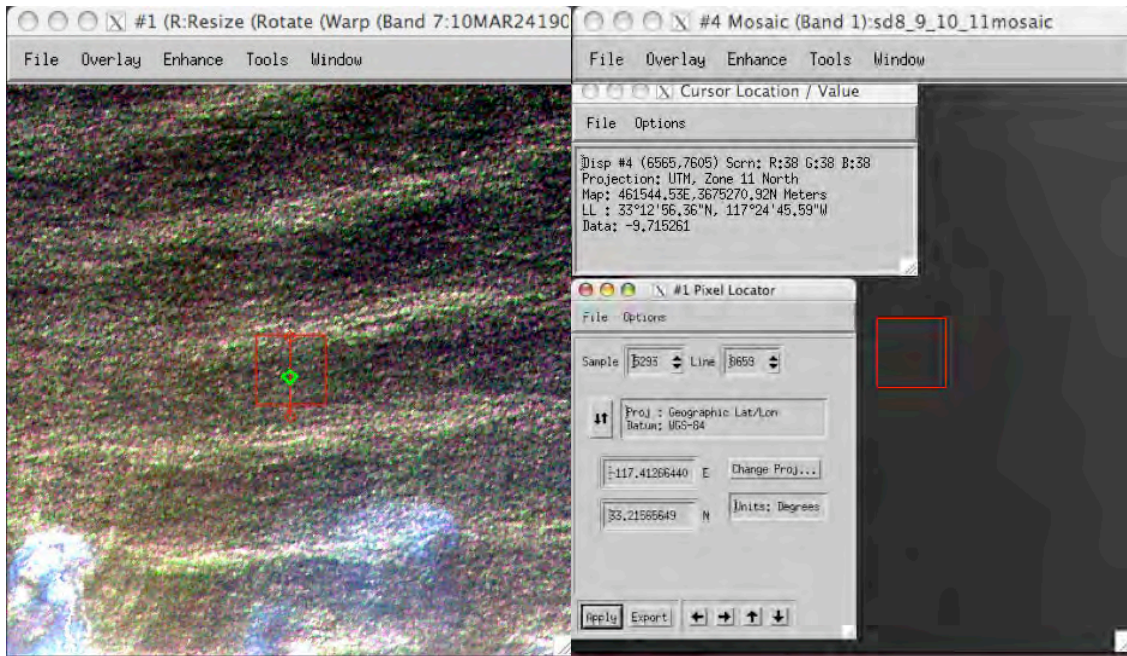 #1 (R:Resize (Rotate (Warp (Band 7:10MAR24190
File Overlay Enhance Tools Window
#4 Mosaic (Band 1):sd8_9_10_11mosaic
File Overlay Enhance Tools Window
Cursor Location / Value
File Options
Disp #4 (6565,7605) Scrn: R:38 G:38 B:38
Projection: UTM, Zone 11 North
Map: 461544.53E,3675270.92N Meters
LL : 33°12'56.36"N, 117°24'45.59"W
Data: -9.715261
#1 Pixel Locator
File Options
Sample Line
Proj : Geographic Lat/Lon
Datum: WGS-84
-117.41266440 E Change Proj...
33.21565649 N Units: Degrees
Apply Export